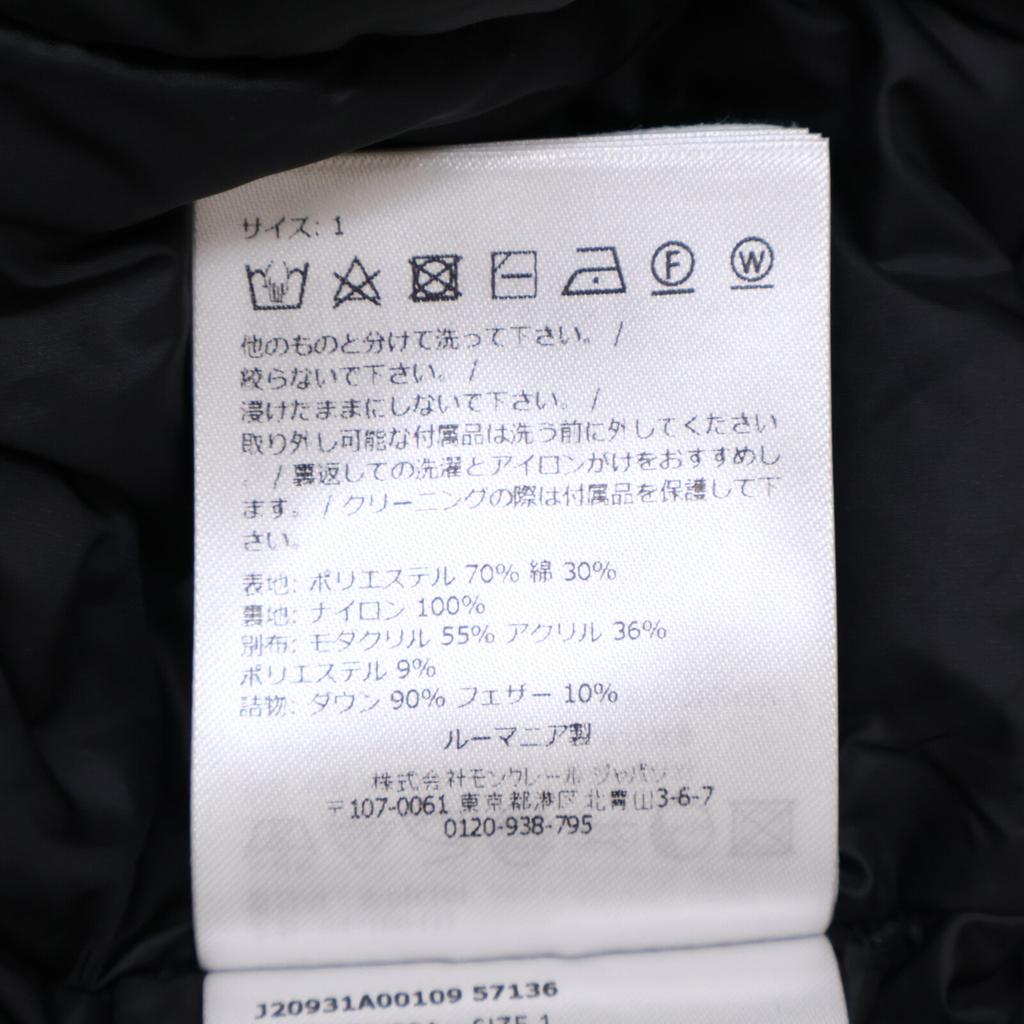 サイズ: 1
F W
他のものと分けて洗って下さい。 /
絞らないで下さい。 /
浸けたままにしないで下さい。 /
取り外し可能な付属品は洗う前に外してください
。 / 裏返しての洗濯とアイロンがけをおすすめし
ます。 / クリーニングの際は付属品を保護して下
さい。
表地: ポリエステル 70% 綿 30%
裏地: ナイロン 100%
別布: モダクリル 55% アクリル 36%
ポリエステル 9%
詰物: ダウン 90% フェザー 10%
ルーマニア製
株式会社モンクレール ジャパン
〒107-0061 東京都港区 北青山3-6-7
0120-938-795
J20931A00109 57136
SIZE 1